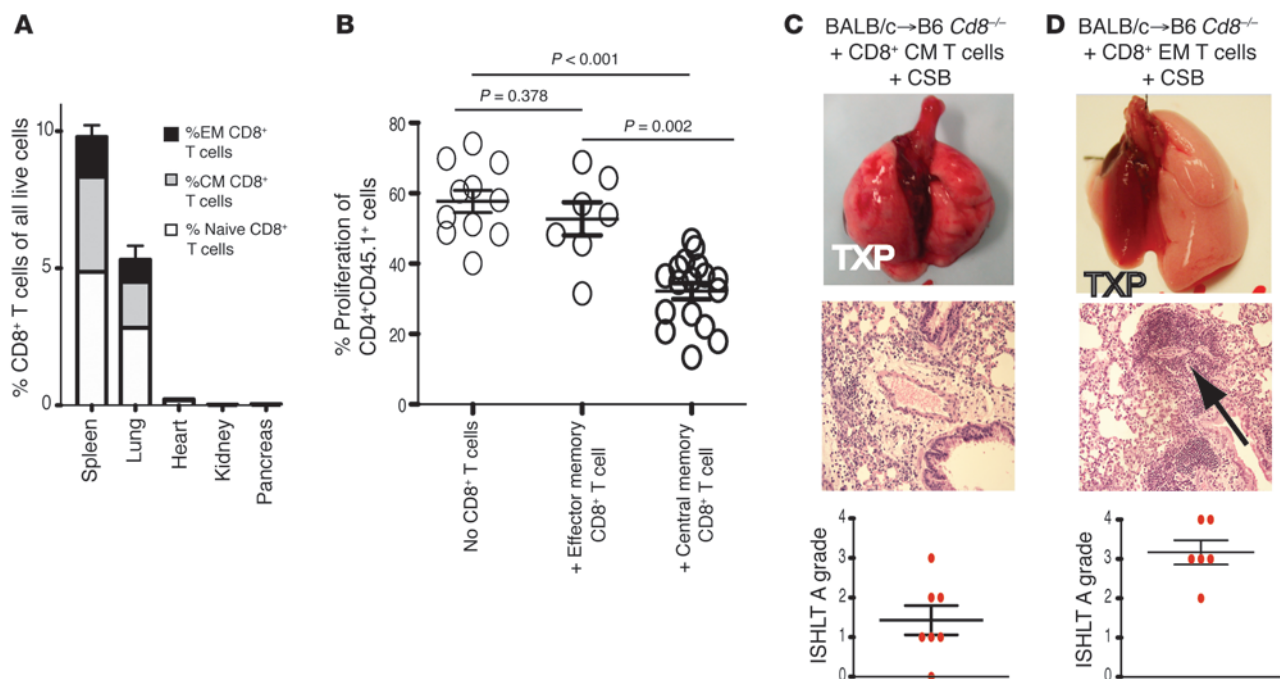 A
% CD8⁺ T cells of all live cells
10
5
0
%EM CD8⁺
T cells
%CM CD8⁺
T cells
% Naive CD8⁺
T cells
Spleen
Lung
Heart
Kidney
Pancreas
B
P < 0.001
P = 0.378
P = 0.002
% Proliferation of
CD4⁺CD45.1⁺ cells
80
60
40
20
0
No CD8⁺ T cells
+ Effector memory
CD8⁺ T cell
+ Central memory
CD8⁺ T cell
C
BALB/c→B6 Cd8⁻/⁻
+ CD8⁺ CM T cells
+ CSB
TXP
ISHLT A grade
4
3
2
1
0
D
BALB/c→B6 Cd8⁻/⁻
+ CD8⁺ EM T cells
+ CSB
TXP
ISHLT A grade
4
3
2
1
0